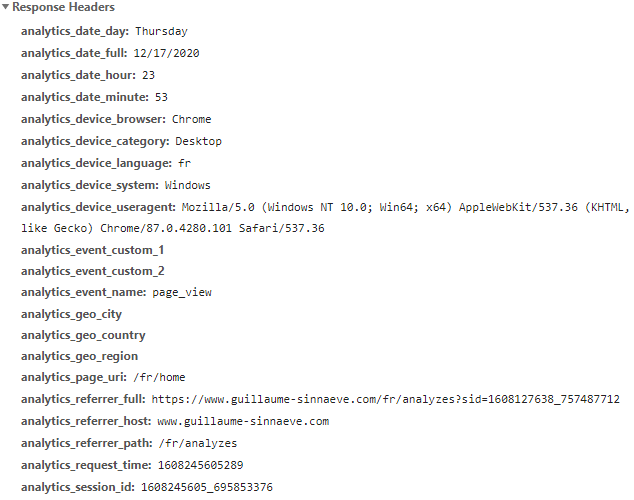 Response Headers
analytics_date_day: Thursday
analytics_date_full: 12/17/2020
analytics_date_hour: 23
analytics_date_minute: 53
analytics_device_browser: Chrome
analytics_device_category: Desktop
analytics_device_language: fr
analytics_device_system: Windows
analytics_device_useragent: Mozilla/5.0 (Windows NT 10.0; Win64; x64) AppleWebKit/537.36 (KHTML,
like Gecko) Chrome/87.0.4280.101 Safari/537.36
analytics_event_custom_1
analytics_event_custom_2
analytics_event_name: page_view
analytics_geo_city
analytics_geo_country
analytics_geo_region
analytics_page_uri: /fr/home
analytics_referrer_full: https://www.guillaume-sinnaeve.com/fr/analyzes?sid=1608127638_757487712
analytics_referrer_host: www.guillaume-sinnaeve.com
analytics_referrer_path: /fr/analyzes
analytics_request_time: 1608245605289
analytics_session_id: 1608245605_695853376